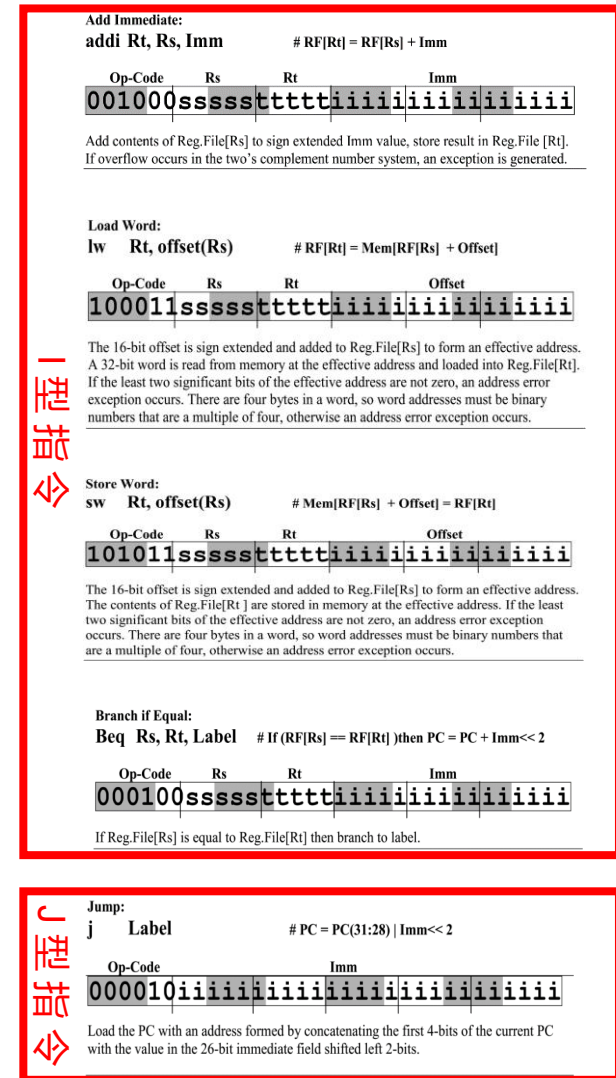 Add Immediate:
addi Rt, Rs, Imm # RF[Rt] = RF[Rs] + Imm
Op-Code Rs Rt Imm
001000ssssstttttiiiiiiiiiiiiiiii
Add contents of Reg.File[Rs] to sign extended Imm value, store result in Reg.File [Rt].
If overflow occurs in the two's complement number system, an exception is generated.
Load Word:
lw Rt, offset(Rs) # RF[Rt] = Mem[RF[Rs] + Offset]
Op-Code Rs Rt Offset
100011ssssstttttiiiiiiiiiiiiiiii
The 16-bit offset is sign extended and added to Reg.File[Rs] to form an effective address.
A 32-bit word is read from memory at the effective address and loaded into Reg.File[Rt].
If the least two significant bits of the effective address are not zero, an address error
exception occurs. There are four bytes in a word, so word addresses must be binary
numbers that are a multiple of four, otherwise an address error exception occurs.
I型指令
Store Word:
sw Rt, offset(Rs) # Mem[RF[Rs] + Offset] = RF[Rt]
Op-Code Rs Rt Offset
101011ssssstttttiiiiiiiiiiiiiiii
The 16-bit offset is sign extended and added to Reg.File[Rs] to form an effective address.
The contents of Reg.File[Rt ] are stored in memory at the effective address. If the least
two significant bits of the effective address are not zero, an address error exception
occurs. There are four bytes in a word, so word addresses must be binary numbers that
are a multiple of four, otherwise an address error exception occurs.
Branch if Equal:
Beq Rs, Rt, Label # If (RF[Rs] == RF[Rt] )then PC = PC + Imm<< 2
Op-Code Rs Rt Imm
000100ssssstttttiiiiiiiiiiiiiiii
If Reg.File[Rs] is equal to Reg.File[Rt] then branch to label.
J型指令
Jump:
j Label # PC = PC(31:28) | Imm<< 2
Op-Code Imm
000010iiiiiiiiiiiiiiiiiiiiiiiiii
Load the PC with an address formed by concatenating the first 4-bits of the current PC
with the value in the 26-bit immediate field shifted left 2-bits.